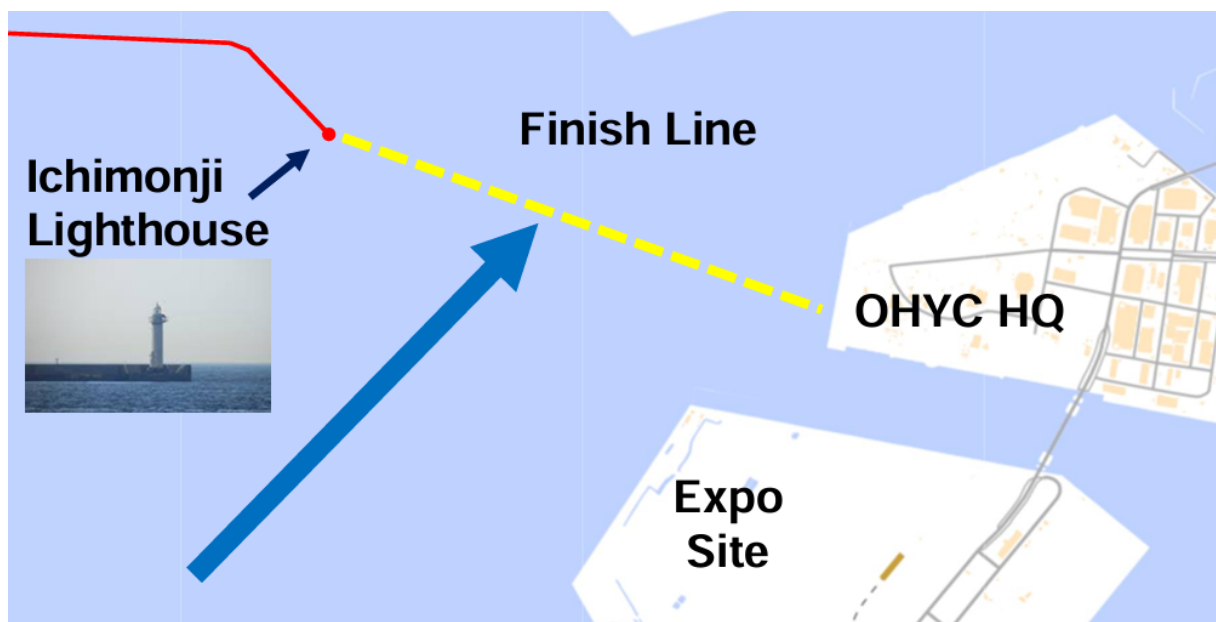 Finish Line
Ichimonji
Lighthouse
OHYC HQ
Expo
Site